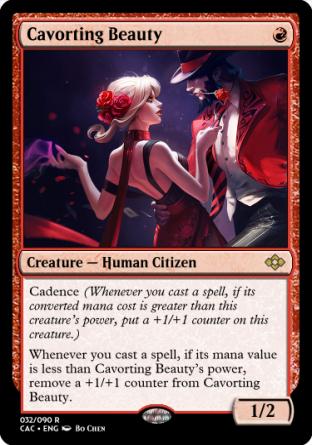 Cavorting Beauty
Creature — Human Citizen
Cadence (Whenever you cast a spell, if its
converted mana cost is greater than this
creature's power, put a +1/+1 counter on this
creature.)
Whenever you cast a spell, if its mana value
is less than Cavorting Beauty's power,
remove a +1/+1 counter from Cavorting
Beauty.
1/2
032/090 R
CAC • ENG Bo Chen